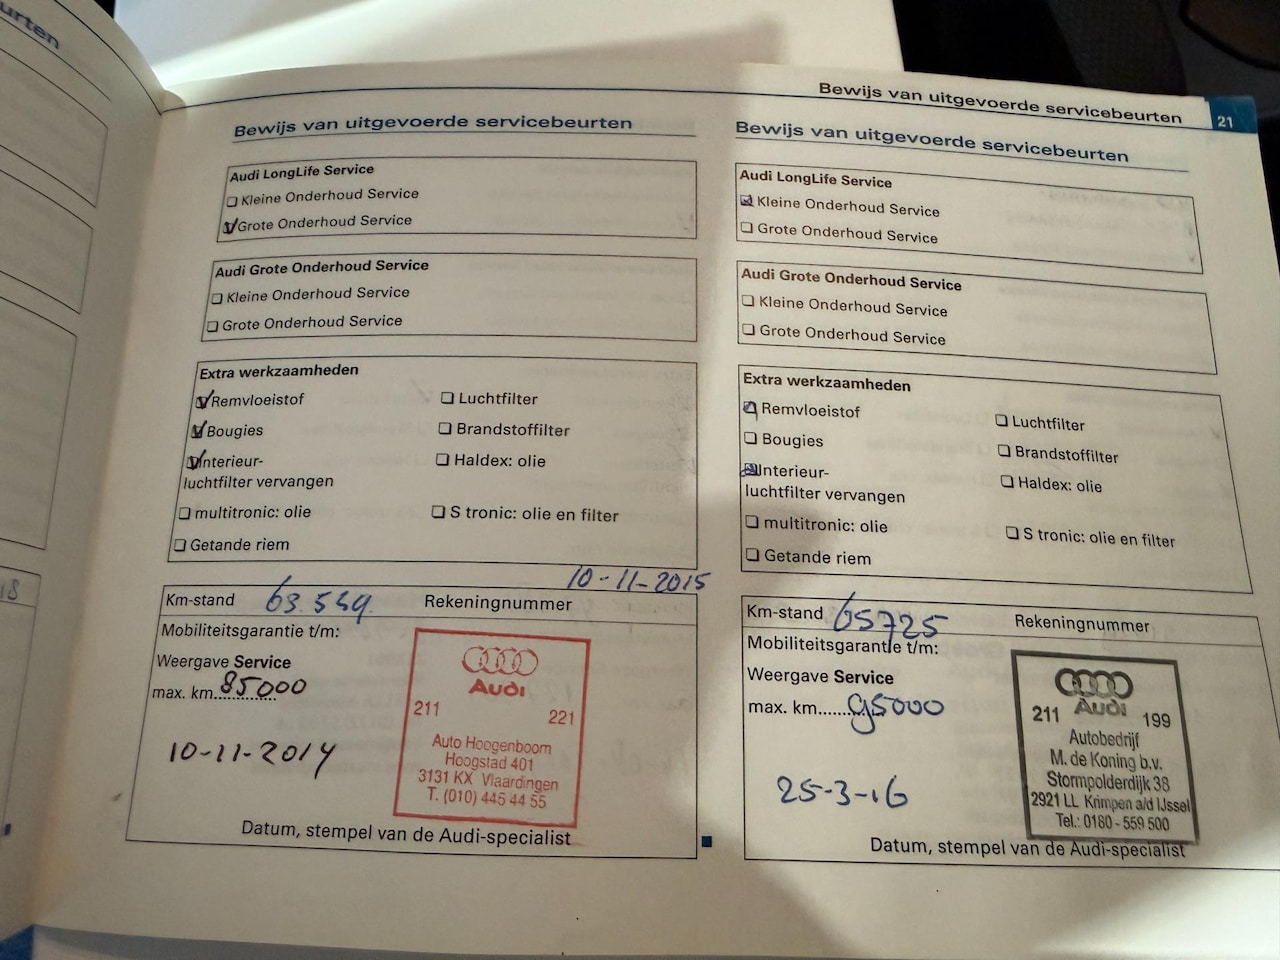 urten
Bewijs van uitgevoerde servicebeurten
21
Bewijs van uitgevoerde servicebeurten
Audi LongLife Service
Kleine Onderhoud Service
Grote Onderhoud Service
Audi Grote Onderhoud Service
Kleine Onderhoud Service
Grote Onderhoud Service
Extra werkzaamheden
Remvloeistof
Luchtfilter
Bougies
Brandstoffilter
Interieur-
luchtfilter vervangen
Haldex: olie
multitronic: olie
S tronic: olie en filter
Getande riem
10-11-2015
Km-stand 63.549
Rekeningnummer
Mobiliteitsgarantie t/m:
Weergave Service
max. km. 85000
10-11-2014
Audi
211
221
Auto Hoogenboom
Hoogstad 401
3131 KX Vlaardingen
T. (010) 445 44 55
Datum, stempel van de Audi-specialist
Bewijs van uitgevoerde servicebeurten
Audi LongLife Service
Kleine Onderhoud Service
Grote Onderhoud Service
Audi Grote Onderhoud Service
Kleine Onderhoud Service
Grote Onderhoud Service
Extra werkzaamheden
Remvloeistof
Luchtfilter
Bougies
Brandstoffilter
Interieur-
luchtfilter vervangen
Haldex: olie
multitronic: olie
S tronic: olie en filter
Getande riem
Km-stand 65725
Rekeningnummer
Mobiliteitsgarantie t/m:
Weergave Service
max. km....... 95000
25-3-16
Audi
211
199
Autobedrijf
M. de Koning b.v.
Stormpolderdijk 38
2921 LL Krimpen a/d IJssel
Tel.: 0180 - 559 500
Datum, stempel van de Audi-specialist